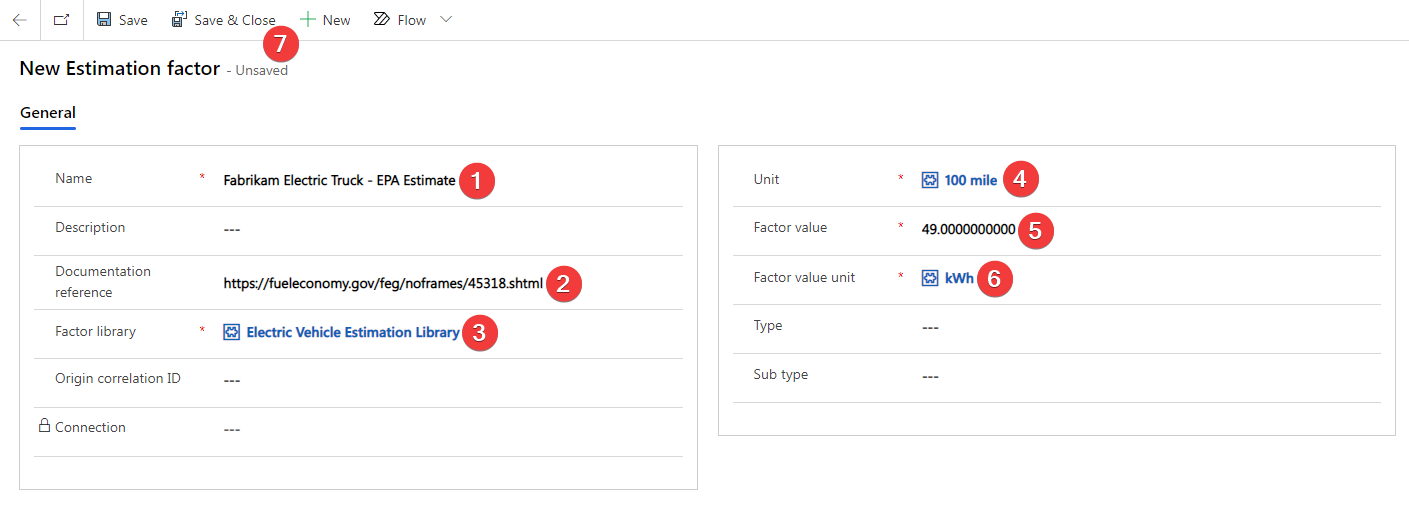 Save
Save & Close
New
Flow
7
New Estimation factor - Unsaved
General
Name * Fabrikam Electric Truck - EPA Estimate 1
Description ---
Documentation
reference
https://fueleconomy.gov/feg/noframes/45318.shtml 2
Factor library * Electric Vehicle Estimation Library 3
Origin correlation ID ---
Connection ---
Unit * 100 mile 4
Factor value * 49.0000000000 5
Factor value unit * kWh 6
Type ---
Sub type ---